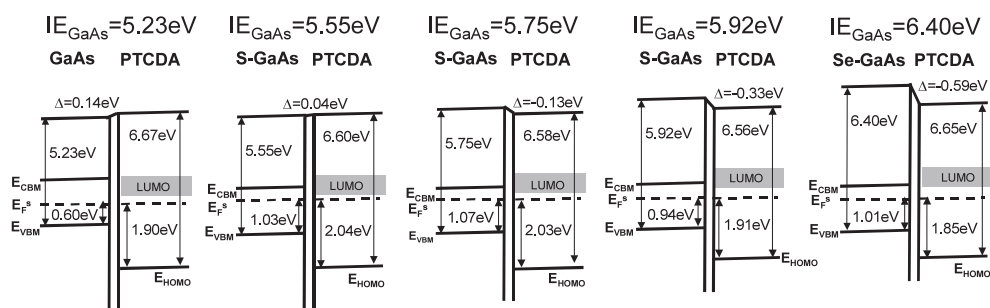 IE_GaAs=5.23eV
GaAs PTCDA
Δ=0.14eV
6.67eV
5.23eV
E_CBM
LUMO
E_F^s
0.60eV
E_VBM
1.90eV
E_HOMO
IE_GaAs=5.55eV
S-GaAs PTCDA
Δ=0.04eV
6.60eV
5.55eV
E_CBM
LUMO
E_F^s
1.03eV
E_VBM
2.04eV
E_HOMO
IE_GaAs=5.75eV
S-GaAs PTCDA
Δ=-0.13eV
5.75eV
6.58eV
E_CBM
LUMO
E_F^s
1.07eV
E_VBM
2.03eV
E_HOMO
IE_GaAs=5.92eV
S-GaAs PTCDA
Δ=-0.33eV
5.92eV
6.56eV
E_CBM
LUMO
E_F^s
0.94eV
E_VBM
1.91eV
E_HOMO
IE_GaAs=6.40eV
Se-GaAs PTCDA
Δ=-0.59eV
6.40eV
6.65eV
E_CBM
LUMO
E_F^s
1.01eV
E_VBM
1.85eV
E_HOMO